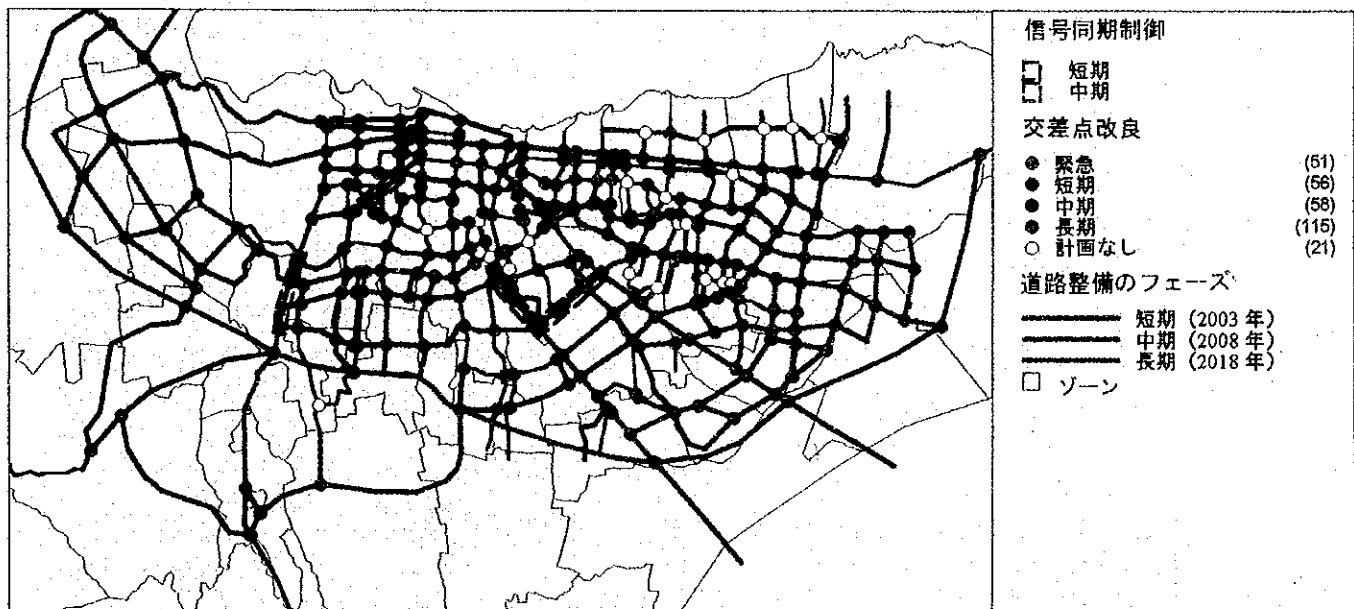 信号同期制御
短期
中期
交差点改良
緊急 (51)
短期 (56)
中期 (58)
長期 (115)
計画なし (21)
道路整備のフェーズ
短期 (2003 年)
中期 (2008 年)
長期 (2018 年)
ゾーン